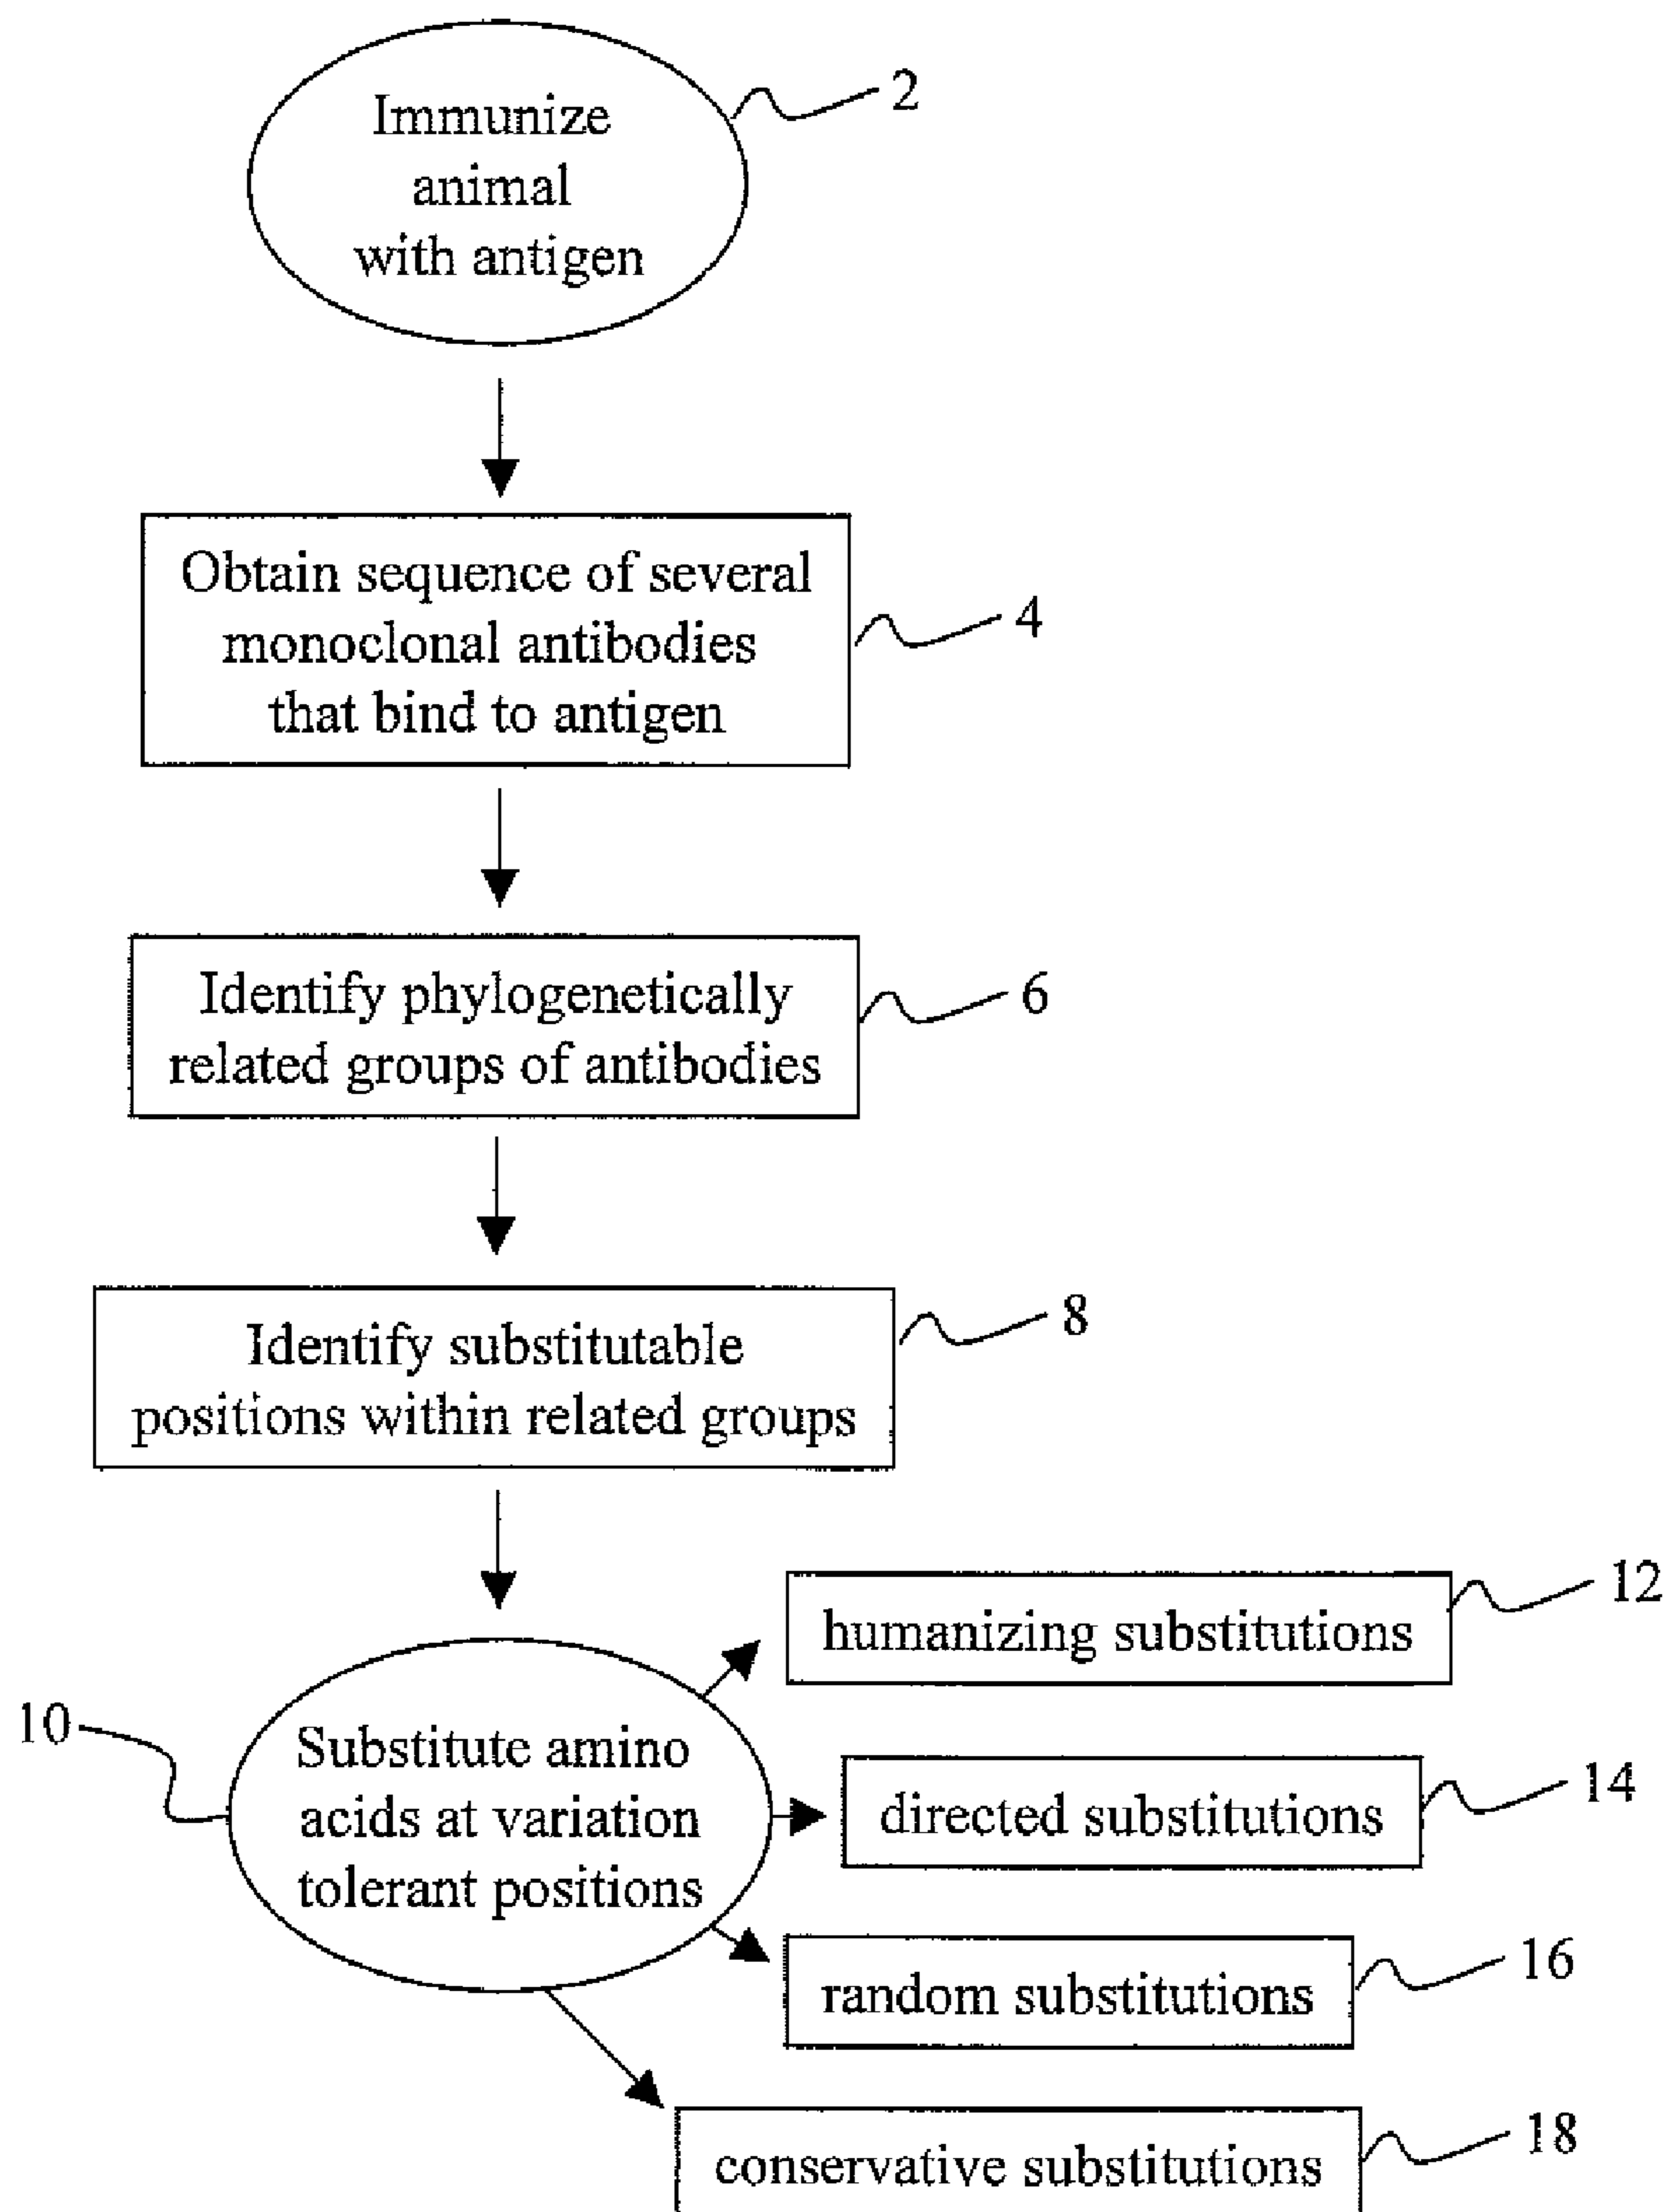 Immunize
animal
with antigen
2
Obtain sequence of several
monoclonal antibodies
that bind to antigen
4
Identify phylogenetically
related groups of antibodies
6
Identify substitutable
positions within related groups
8
10
Substitute amino
acids at variation
tolerant positions
humanizing substitutions
12
directed substitutions
14
random substitutions
16
conservative substitutions
18